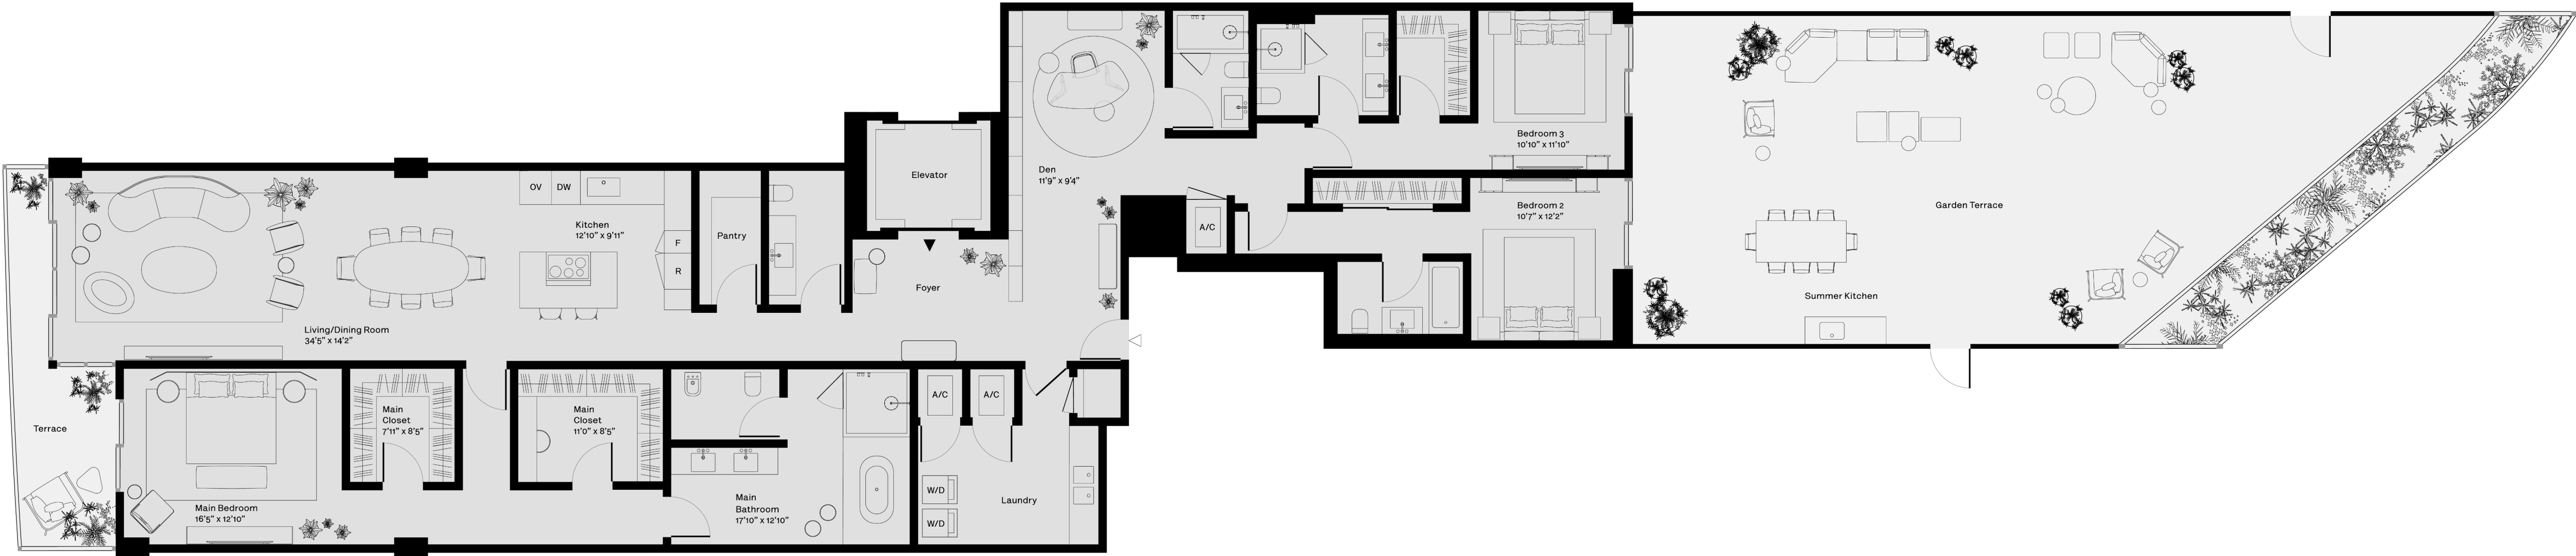 Elevator
Den
11'9" x 9'4"
Bedroom 3
10'10" x 11'10"
Bedroom 2
10'7" x 12'2"
A/C
Garden Terrace
Summer Kitchen
OV
DW
Kitchen
12'10" x 9'11"
F
R
Pantry
Foyer
Living/Dining Room
34'5" x 14'2"
Terrace
Main
Closet
7'11" x 8'5"
Main
Closet
11'0" x 8'5"
A/C
A/C
Main Bedroom
16'5" x 12'10"
Main
Bathroom
17'10" x 12'10"
W/D
W/D
Laundry